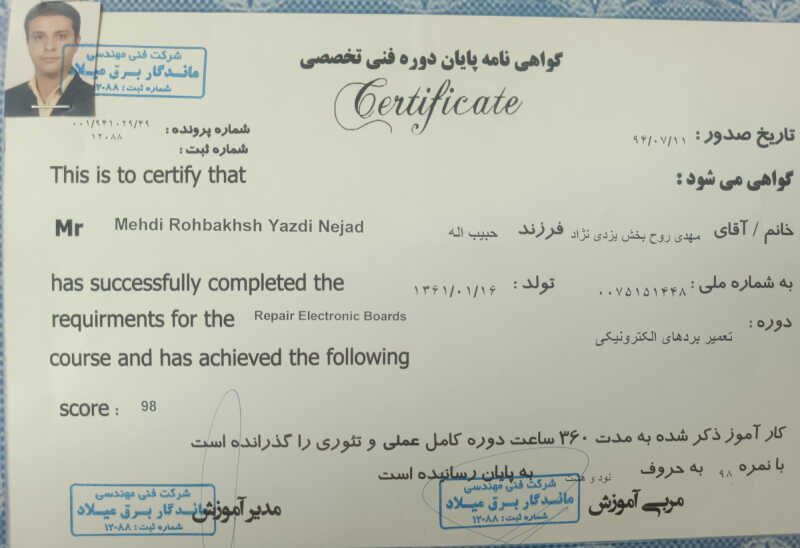 شرکت فنی مهندسی
ماندگار برق میلاد
شماره ثبت: ۱۲۰۸۸
گواهی نامه پایان دوره فنی تخصصی
Certificate
شماره پرونده : ۰۰۱/۹۴۱۰۲۹/۴۹
۱۲۰۸۸
شماره ثبت :
تاریخ صدور : ۹۴/۰۷/۱۱
This is to certify that
گواهی می شود :
Mr Mehdi Rohbakhsh Yazdi Nejad
خانم / آقای مهدی روح بخش یزدی نژاد فرزند حبیب اله
has successfully completed the
به شماره ملی : ۰۰۷۵۱۵۱۴۴۸ تولد : ۱۳۶۱/۰۱/۱۶
requirments for the Repair Electronic Boards
دوره : تعمیر بردهای الکترونیکی
course and has achieved the following
score : 98
کار آموز ذکر شده به مدت ۳۶۰ ساعت دوره کامل عملی و تئوری را گذرانده است
با نمره ۹۸ به حروف نود و هشت به پایان رسانیده است
مربی آموزش
شرکت فنی مهندسی
ماندگار برق میلاد
شماره ثبت : ۱۲۰۸۸
مدیر آموزش
شرکت فنی مهندسی
ماندگار برق میلاد
شماره ثبت : ۱۲۰۸۸